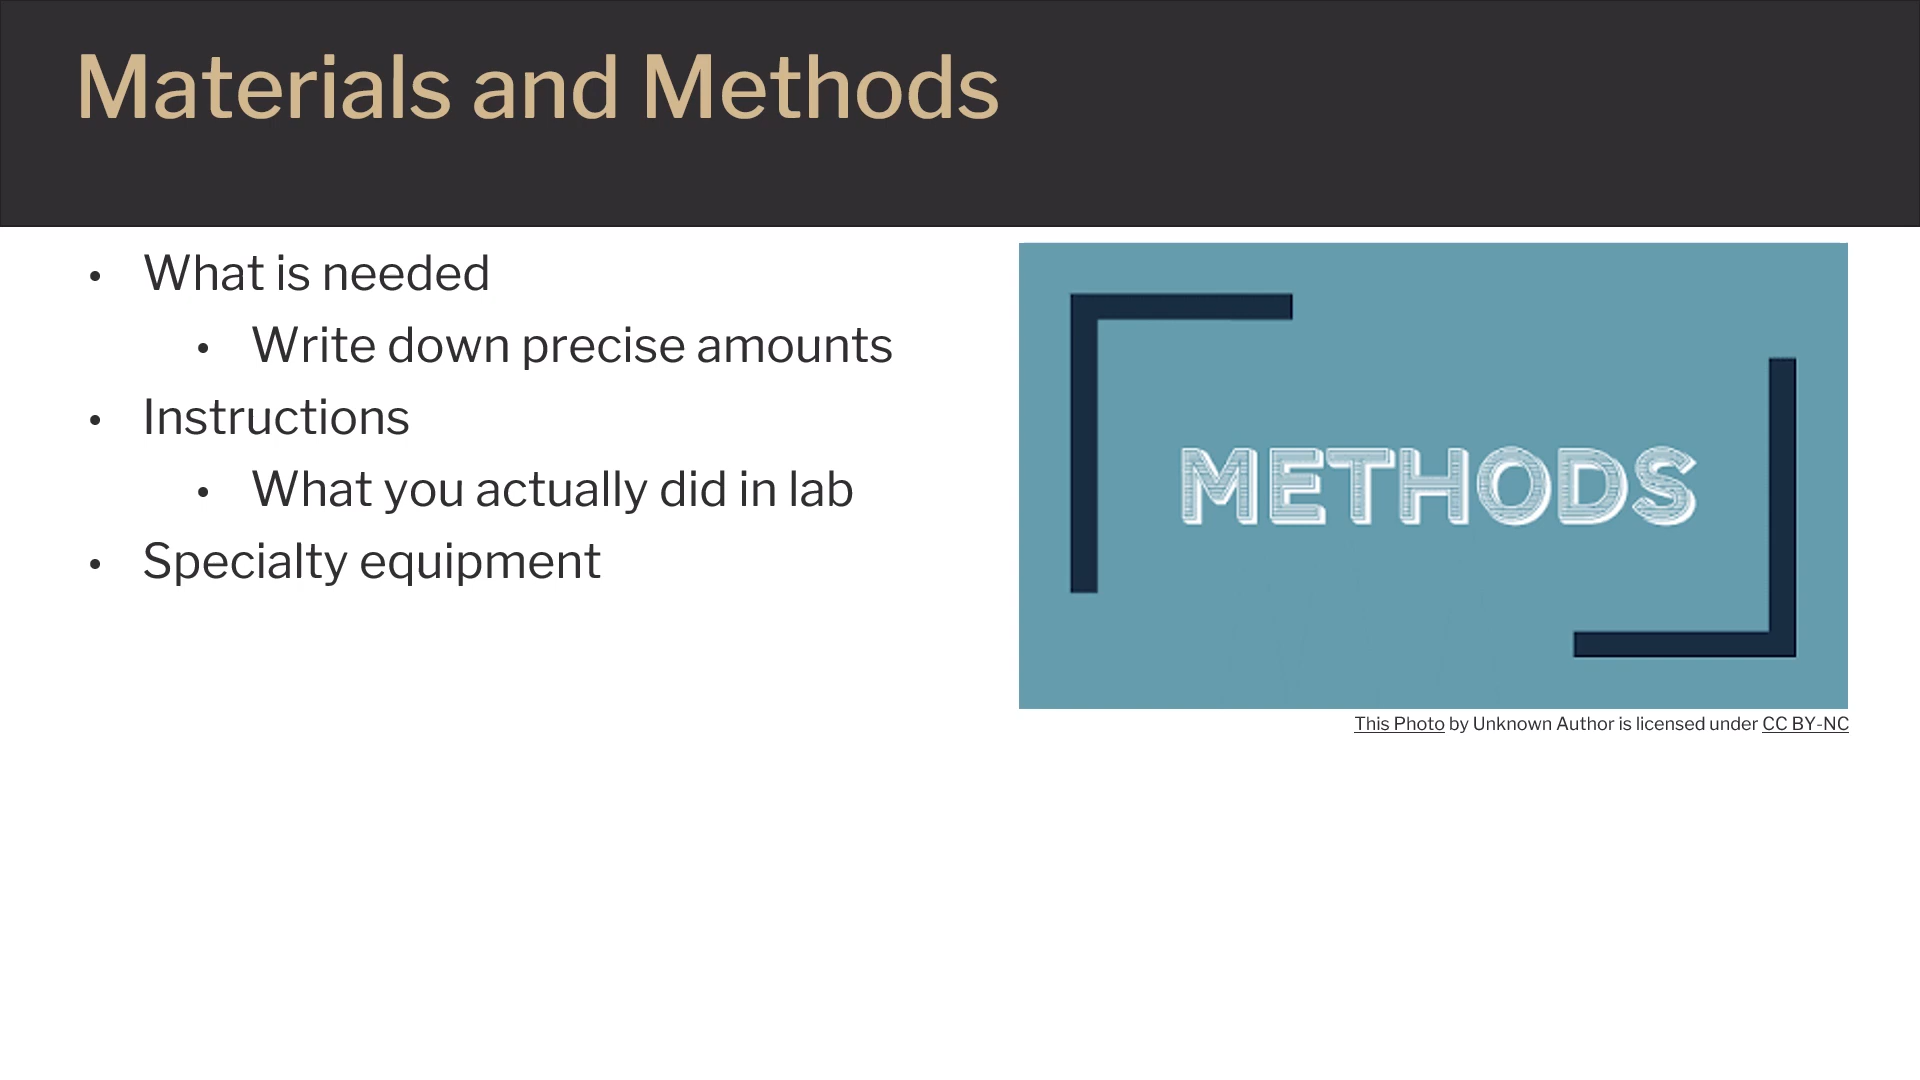 Materials and Methods
• What is needed
• Write down precise amounts
• Instructions
• What you actually did in lab
• Specialty equipment
METHODS
This Photo by Unknown Author is licensed under CC BY-NC